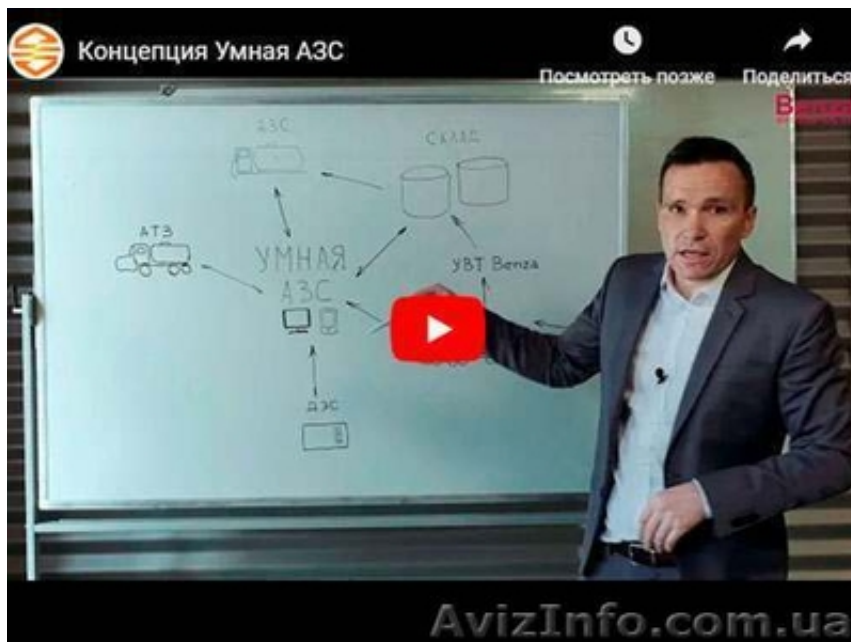 Концепция Умная АЗС
Посмотреть позже
Поделиться
АЗС
СКЛАД
АТЗ
УМНАЯ
АЗС
УВТ Benza
ДЭС
AvizInfo.com.ua